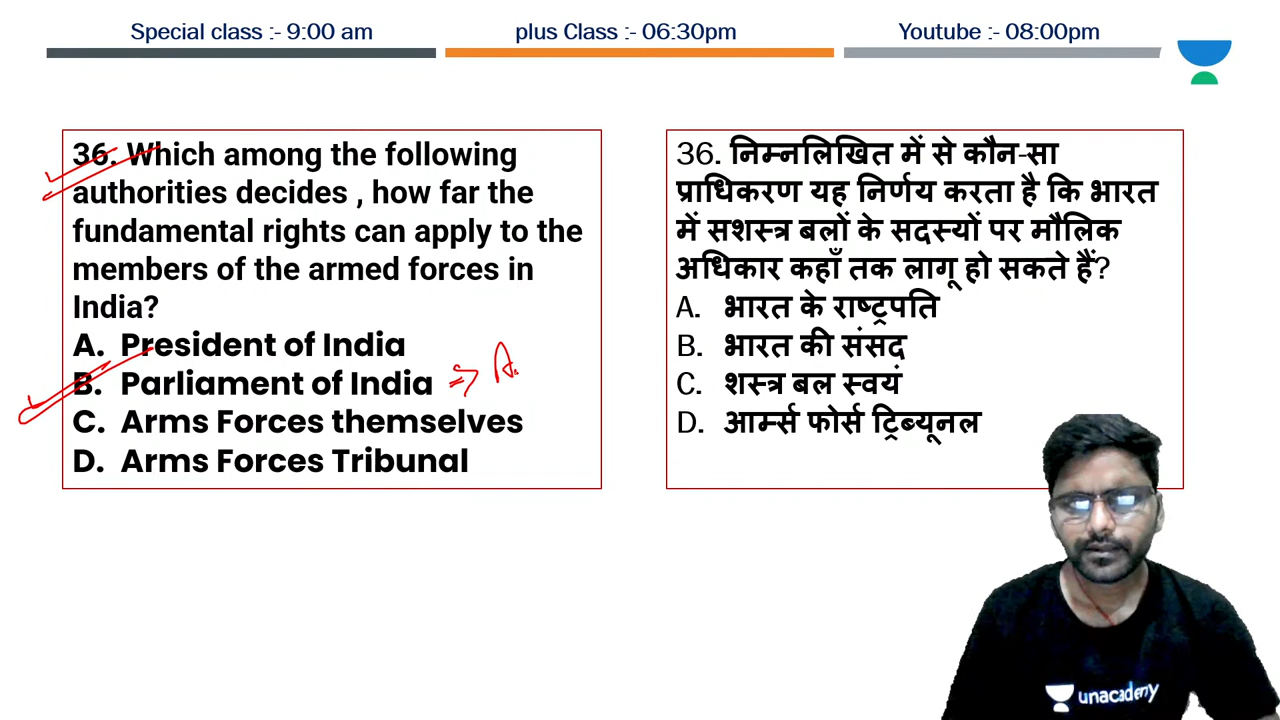 Special class :- 9:00 am
plus Class :- 06:30pm
Youtube :- 08:00pm
36. Which among the following
authorities decides , how far the
fundamental rights can apply to the
members of the armed forces in
India?
A. President of India
B. Parliament of India => A.
C. Arms Forces themselves
D. Arms Forces Tribunal
36. निम्नलिखित में से कौन-सा
प्राधिकरण यह निर्णय करता है कि भारत
में सशस्त्र बलों के सदस्यों पर मौलिक
अधिकार कहाँ तक लागू हो सकते हैं?
A. भारत के राष्ट्रपति
B. भारत की संसद
C. शस्त्र बल स्वयं
D. आर्म्स फोर्स ट्रिब्यूनल
unacademy